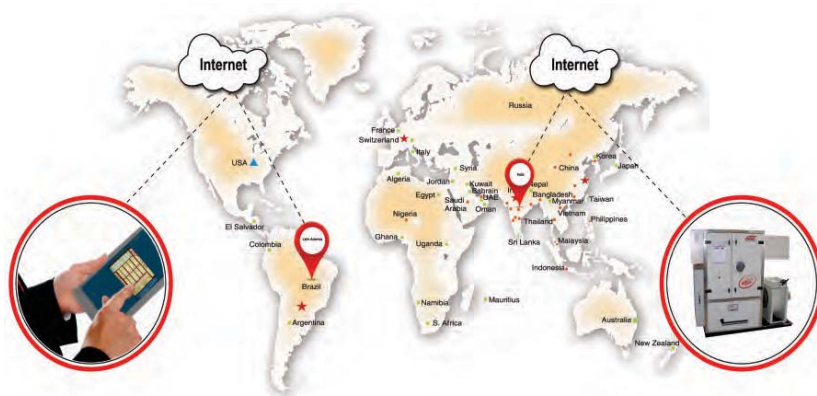 Internet
Internet
Russia
France
Switzerland
Italy
USA
Syria
China
Korea
Japan
Algeria
Jordan
Kuwait
Bahrain
Nepal
Egypt
UAE
Bangladesh
Saudi
Arabia
Oman
Myanmar
Taiwan
El Salvador
Nigeria
Vietnam
Thailand
Philippines
Colombia
Ghana
Uganda
Sri Lanka
Malaysia
Latin America
Brazil
Indonesia
Namibia
Mauritius
Argentina
S. Africa
Australia
New Zealand